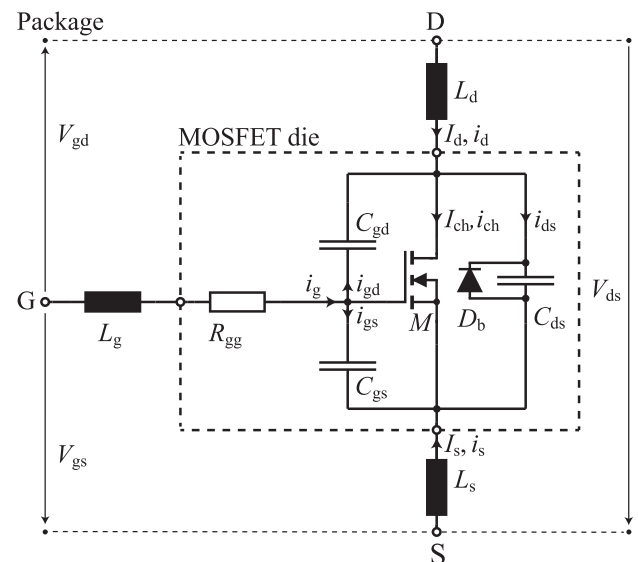 Package
D
L_d
V_gd
MOSFET die
I_d, i_d
C_gd
I_ch, i_ch
i_ds
G
i_g
i_gd
V_ds
L_g
R_gg
i_gs
M
D_b
C_ds
C_gs
V_gs
I_s, i_s
L_s
S